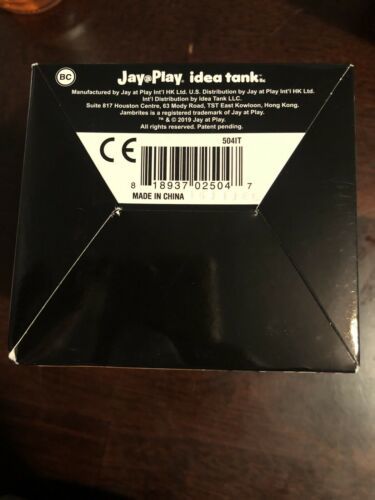 BC
Jay@Play idea tank
Manufactured by Jay at Play Int'l HK Ltd. U.S. Distribution by Jay at Play Int'l HK Ltd.
Int'l Distribution by Idea Tank LLC.
Suite 817 Houston Centre, 63 Mody Road, TST East Kowloon, Hong Kong.
Jambrites is a registered trademark of Jay at Play.
™ & © 2019 Jay at Play.
All rights reserved. Patent pending.
CE
504IT
8 18937 02504 7
MADE IN CHINA